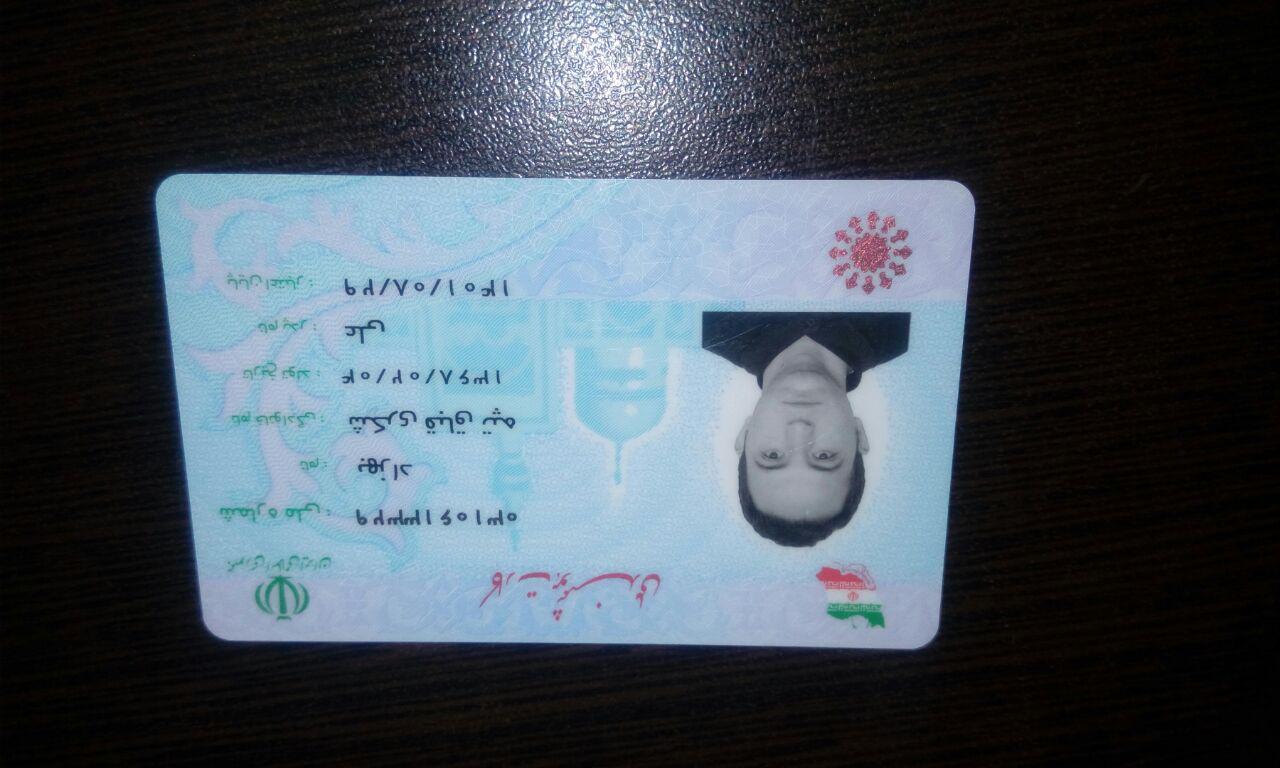 کارت هوشمند ملی
جمهوری اسلامی ایران
شماره ملی : ۰۳۱۰۶۱۳۳۲۹
نام : بهزاد
نام خانوادگی : شکری قباق تپه
تاریخ تولد : ۱۳۶۸/۰۲/۰۴
نام پدر : علی
پایان اعتبار : ۱۴۰۱/۰۸/۲۹